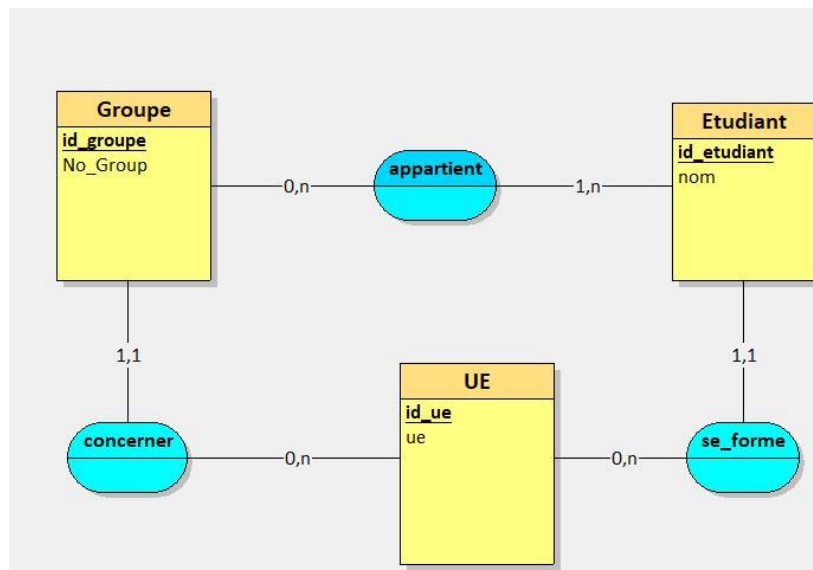 Groupe
id_groupe
No_Group
0,n
appartient
1,n
Etudiant
id_etudiant
nom
1,1
1,1
UE
id_ue
ue
concerner
0,n
0,n
se_forme